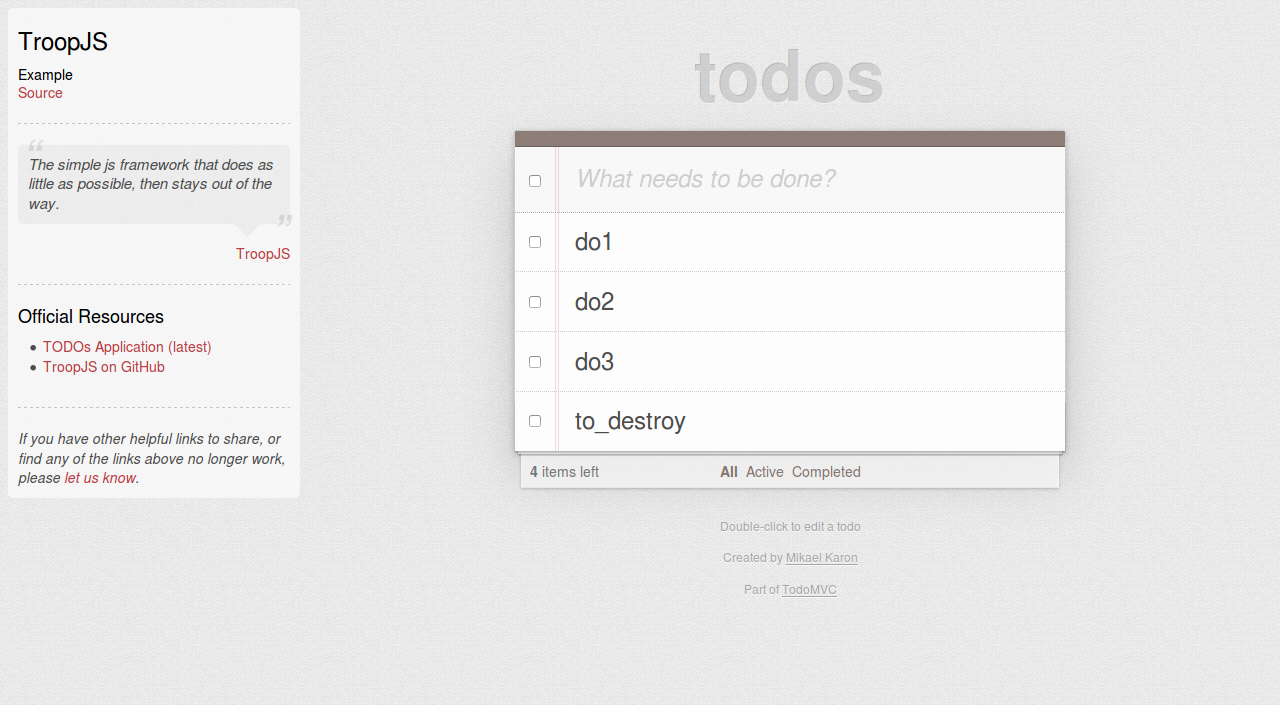 TroopJS
Example
Source
“
The simple js framework that does as
little as possible, then stays out of the
way.
”
TroopJS
Official Resources
• TODOs Application (latest)
• TroopJS on GitHub
If you have other helpful links to share, or
find any of the links above no longer work,
please let us know.
todos
What needs to be done?
do1
do2
do3
to_destroy
4 items left All Active Completed
Double-click to edit a todo
Created by Mikael Karon
Part of TodoMVC